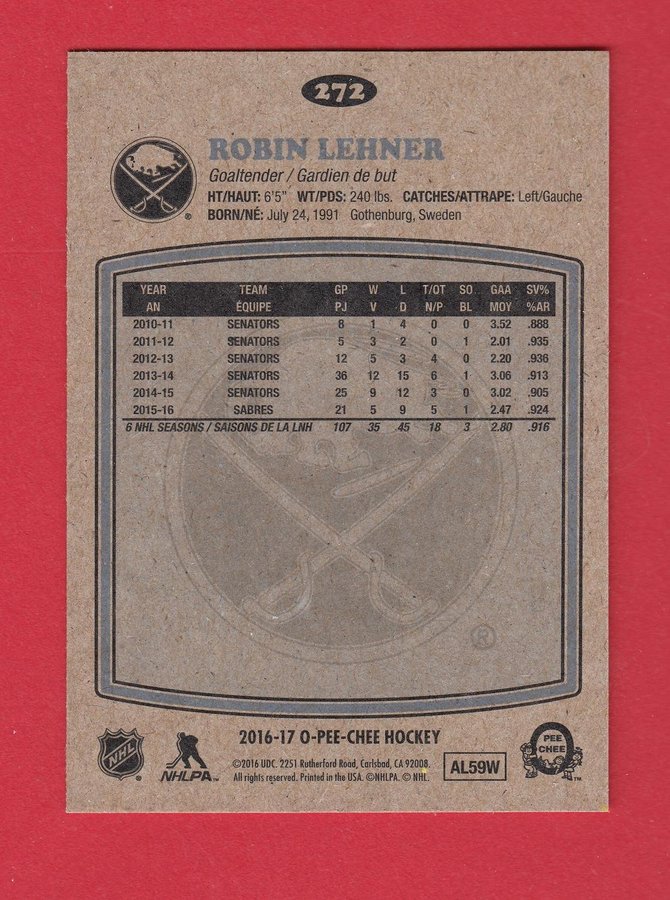 272
ROBIN LEHNER
Goaltender / Gardien de but
HT/HAUT: 6'5" WT/PDS: 240 lbs. CATCHES/ATTRAPE: Left/Gauche
BORN/NÉ: July 24, 1991 Gothenburg, Sweden
®
YEAR TEAM GP W L T/OT SO GAA SV%
AN ÉQUIPE PJ V D N/P BL MOY %AR
2010-11 SENATORS 8 1 4 0 0 3.52 .888
2011-12 SENATORS 5 3 2 0 1 2.01 .935
2012-13 SENATORS 12 5 3 4 0 2.20 .936
2013-14 SENATORS 36 12 15 6 1 3.06 .913
2014-15 SENATORS 25 9 12 3 0 3.02 .905
2015-16 SABRES 21 5 9 5 1 2.47 .924
6 NHL SEASONS / SAISONS DE LA LNH 107 35 45 18 3 2.80 .916
®
NHL
NHLPA
2016-17 O-PEE-CHEE HOCKEY
©2016 UDC. 2251 Rutherford Road, Carlsbad, CA 92008.
All rights reserved. Printed in the USA. ©NHLPA. © NHL.
AL59W
PEE
CHEE